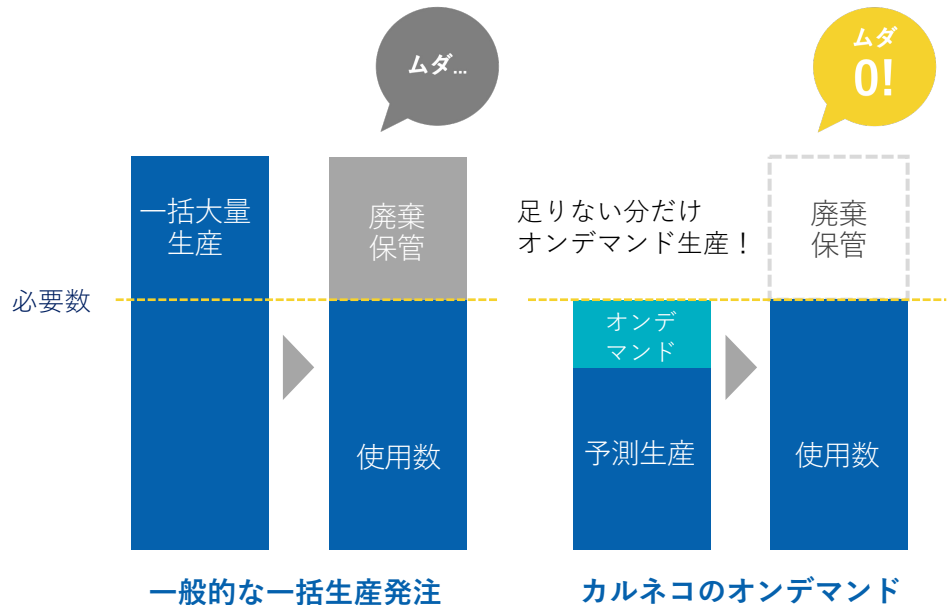 ムダ...
ムダ
0!
一括大量
生産
廃棄
保管
足りない分だけ
オンデマンド生産！
廃棄
保管
必要数
オンデ
マンド
使用数
予測生産
使用数
一般的な一括生産発注
カルネコのオンデマンド